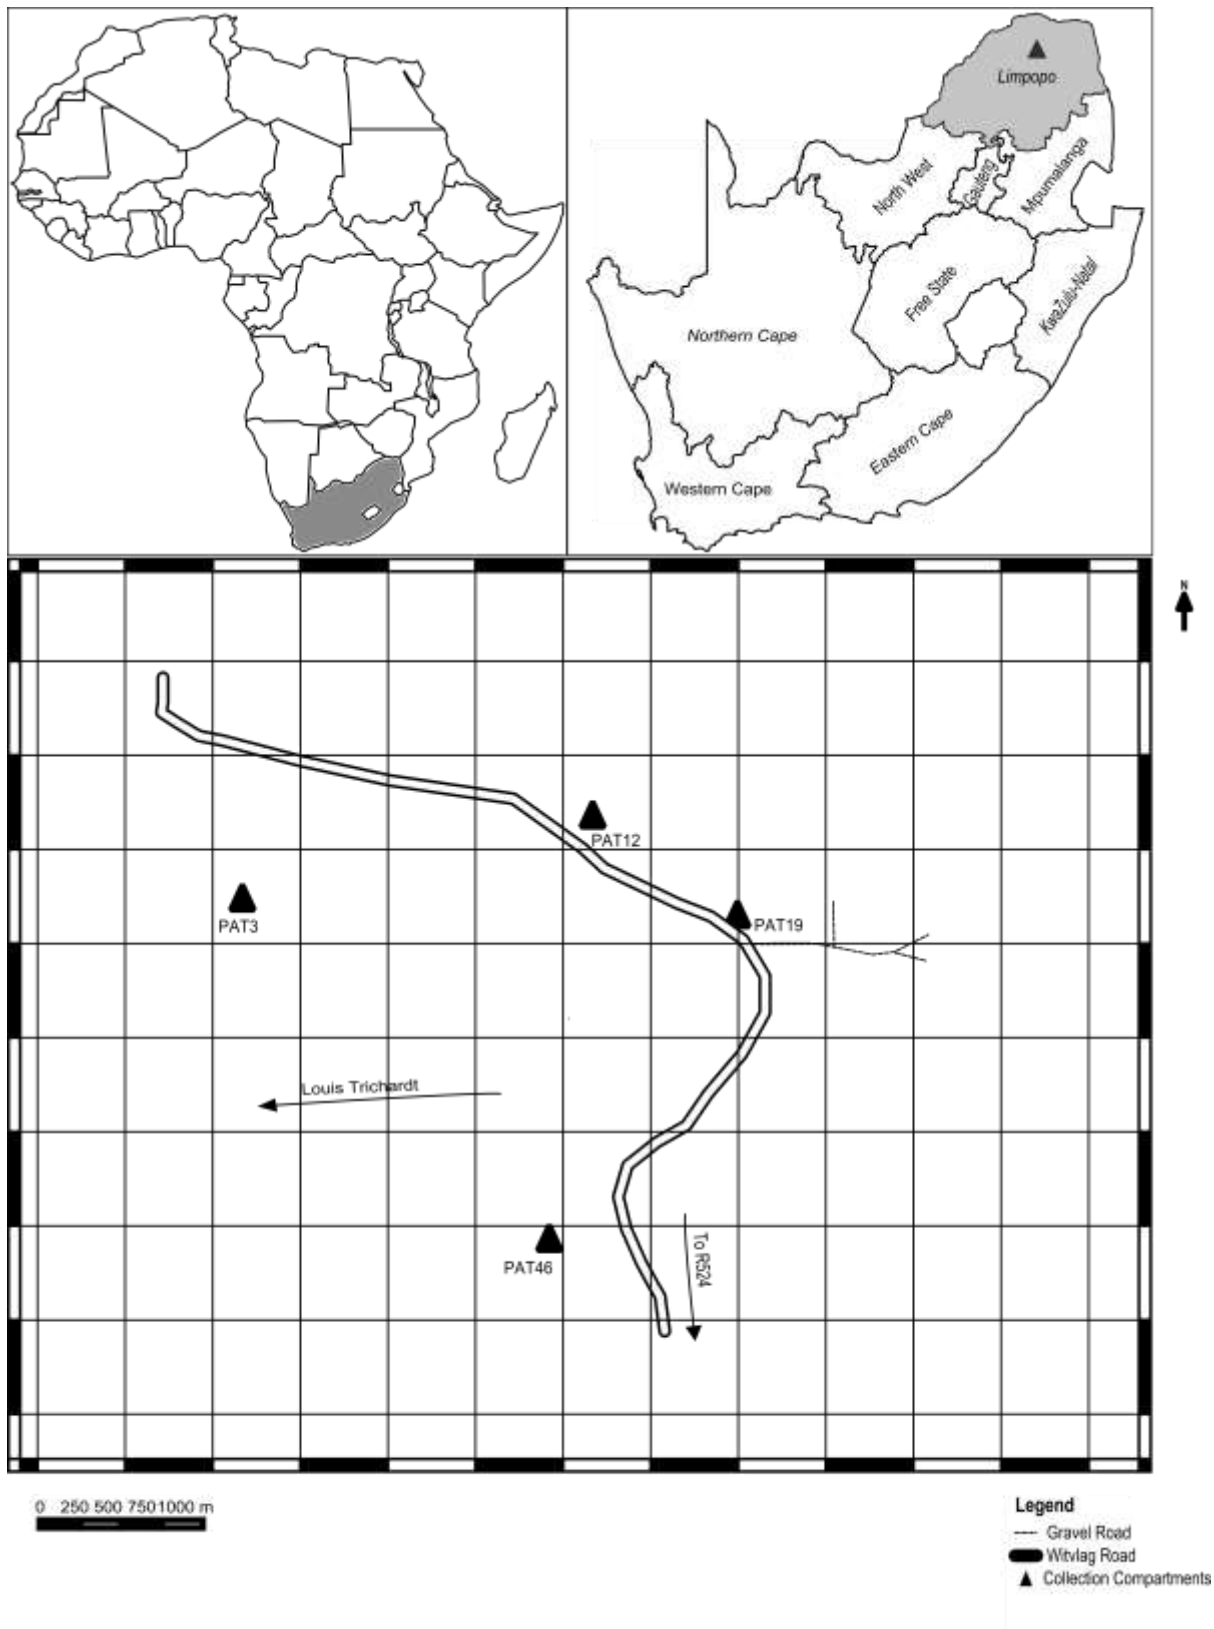 Limpopo
North West
Gauteng
Mpumalanga
Free State
KwaZulu-Natal
Northern Cape
Eastern Cape
Western Cape
N
PAT12
PAT3
PAT19
Louis Trichardt
To R524
PAT46
0 250 500 7501000 m
Legend
Gravel Road
Witvlag Road
Collection Compartments